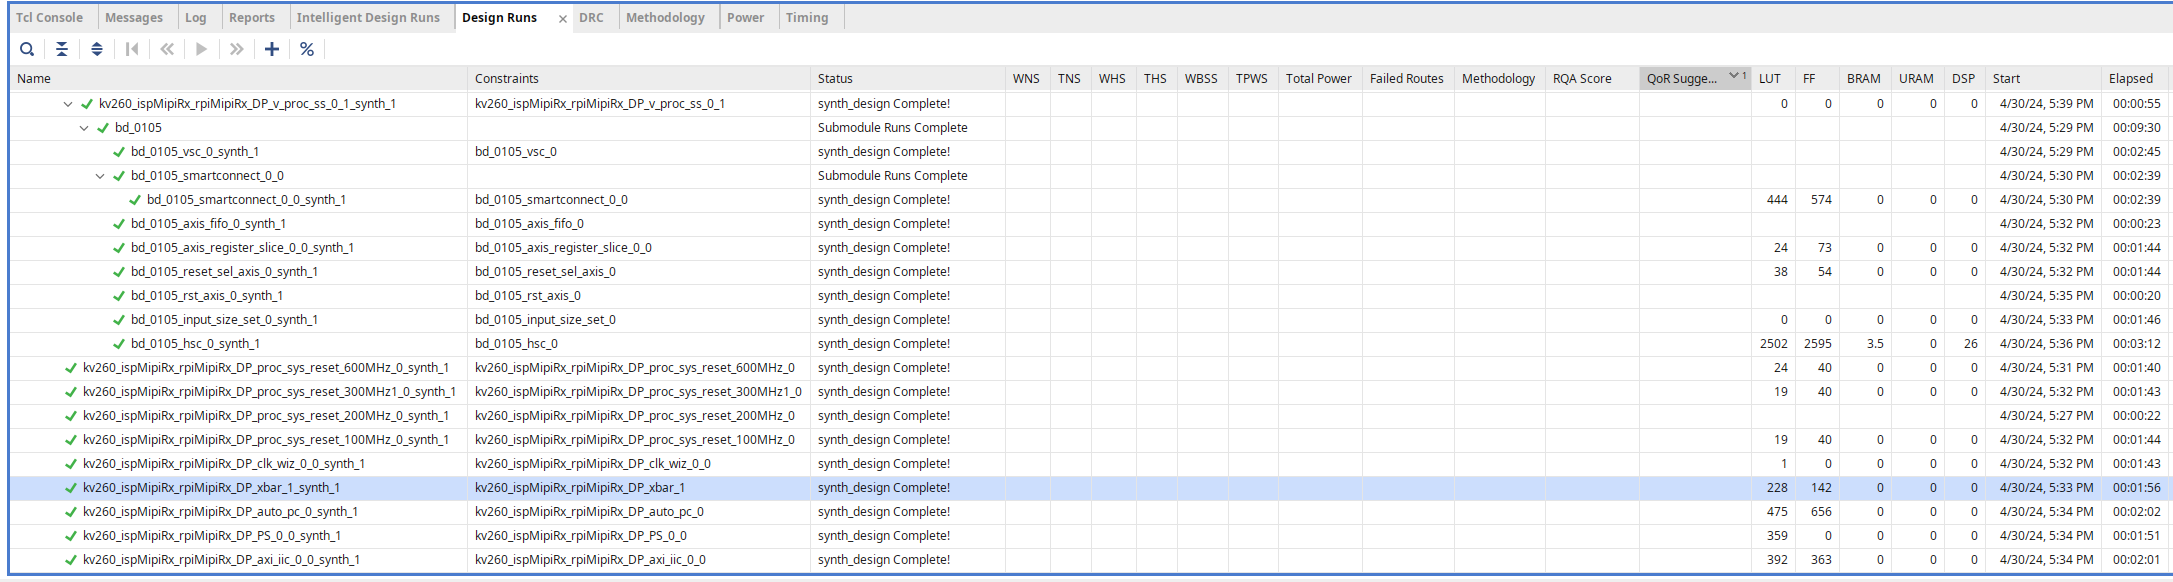 Tcl Console Messages Log Reports Intelligent Design Runs Design Runs × DRC Methodology Power Timing
Name Constraints Status WNS TNS WHS THS WBSS TPWS Total Power Failed Routes Methodology RQA Score QoR Sugge... 1 LUT FF BRAM URAM DSP Start Elapsed
kv260_ispMipiRx_rpiMipiRx_DP_v_proc_ss_0_1_synth_1 kv260_ispMipiRx_rpiMipiRx_DP_v_proc_ss_0_1 synth_design Complete! 0 0 0 0 0 4/30/24, 5:39 PM 00:00:55
bd_0105 Submodule Runs Complete 4/30/24, 5:29 PM 00:09:30
bd_0105_vsc_0_synth_1 bd_0105_vsc_0 synth_design Complete! 4/30/24, 5:29 PM 00:02:45
bd_0105_smartconnect_0_0 Submodule Runs Complete 4/30/24, 5:30 PM 00:02:39
bd_0105_smartconnect_0_0_synth_1 bd_0105_smartconnect_0_0 synth_design Complete! 444 574 0 0 0 4/30/24, 5:30 PM 00:02:39
bd_0105_axis_fifo_0_synth_1 bd_0105_axis_fifo_0 synth_design Complete! 4/30/24, 5:32 PM 00:00:23
bd_0105_axis_register_slice_0_0_synth_1 bd_0105_axis_register_slice_0_0 synth_design Complete! 24 73 0 0 0 4/30/24, 5:32 PM 00:01:44
bd_0105_reset_sel_axis_0_synth_1 bd_0105_reset_sel_axis_0 synth_design Complete! 38 54 0 0 0 4/30/24, 5:32 PM 00:01:44
bd_0105_rst_axis_0_synth_1 bd_0105_rst_axis_0 synth_design Complete! 4/30/24, 5:35 PM 00:00:20
bd_0105_input_size_set_0_synth_1 bd_0105_input_size_set_0 synth_design Complete! 0 0 0 0 0 4/30/24, 5:33 PM 00:01:46
bd_0105_hsc_0_synth_1 bd_0105_hsc_0 synth_design Complete! 2502 2595 3.5 0 26 4/30/24, 5:36 PM 00:03:12
kv260_ispMipiRx_rpiMipiRx_DP_proc_sys_reset_600MHz_0_synth_1 kv260_ispMipiRx_rpiMipiRx_DP_proc_sys_reset_600MHz_0 synth_design Complete! 24 40 0 0 0 4/30/24, 5:31 PM 00:01:40
kv260_ispMipiRx_rpiMipiRx_DP_proc_sys_reset_300MHz1_0_synth_1 kv260_ispMipiRx_rpiMipiRx_DP_proc_sys_reset_300MHz1_0 synth_design Complete! 19 40 0 0 0 4/30/24, 5:32 PM 00:01:43
kv260_ispMipiRx_rpiMipiRx_DP_proc_sys_reset_200MHz_0_synth_1 kv260_ispMipiRx_rpiMipiRx_DP_proc_sys_reset_200MHz_0 synth_design Complete! 4/30/24, 5:27 PM 00:00:22
kv260_ispMipiRx_rpiMipiRx_DP_proc_sys_reset_100MHz_0_synth_1 kv260_ispMipiRx_rpiMipiRx_DP_proc_sys_reset_100MHz_0 synth_design Complete! 19 40 0 0 0 4/30/24, 5:32 PM 00:01:44
kv260_ispMipiRx_rpiMipiRx_DP_clk_wiz_0_0_synth_1 kv260_ispMipiRx_rpiMipiRx_DP_clk_wiz_0_0 synth_design Complete! 1 0 0 0 0 4/30/24, 5:32 PM 00:01:43
kv260_ispMipiRx_rpiMipiRx_DP_xbar_1_synth_1 kv260_ispMipiRx_rpiMipiRx_DP_xbar_1 synth_design Complete! 228 142 0 0 0 4/30/24, 5:33 PM 00:01:56
kv260_ispMipiRx_rpiMipiRx_DP_auto_pc_0_synth_1 kv260_ispMipiRx_rpiMipiRx_DP_auto_pc_0 synth_design Complete! 475 656 0 0 0 4/30/24, 5:34 PM 00:02:02
kv260_ispMipiRx_rpiMipiRx_DP_PS_0_0_synth_1 kv260_ispMipiRx_rpiMipiRx_DP_PS_0_0 synth_design Complete! 359 0 0 0 0 4/30/24, 5:34 PM 00:01:51
kv260_ispMipiRx_rpiMipiRx_DP_axi_iic_0_0_synth_1 kv260_ispMipiRx_rpiMipiRx_DP_axi_iic_0_0 synth_design Complete! 392 363 0 0 0 4/30/24, 5:34 PM 00:02:01